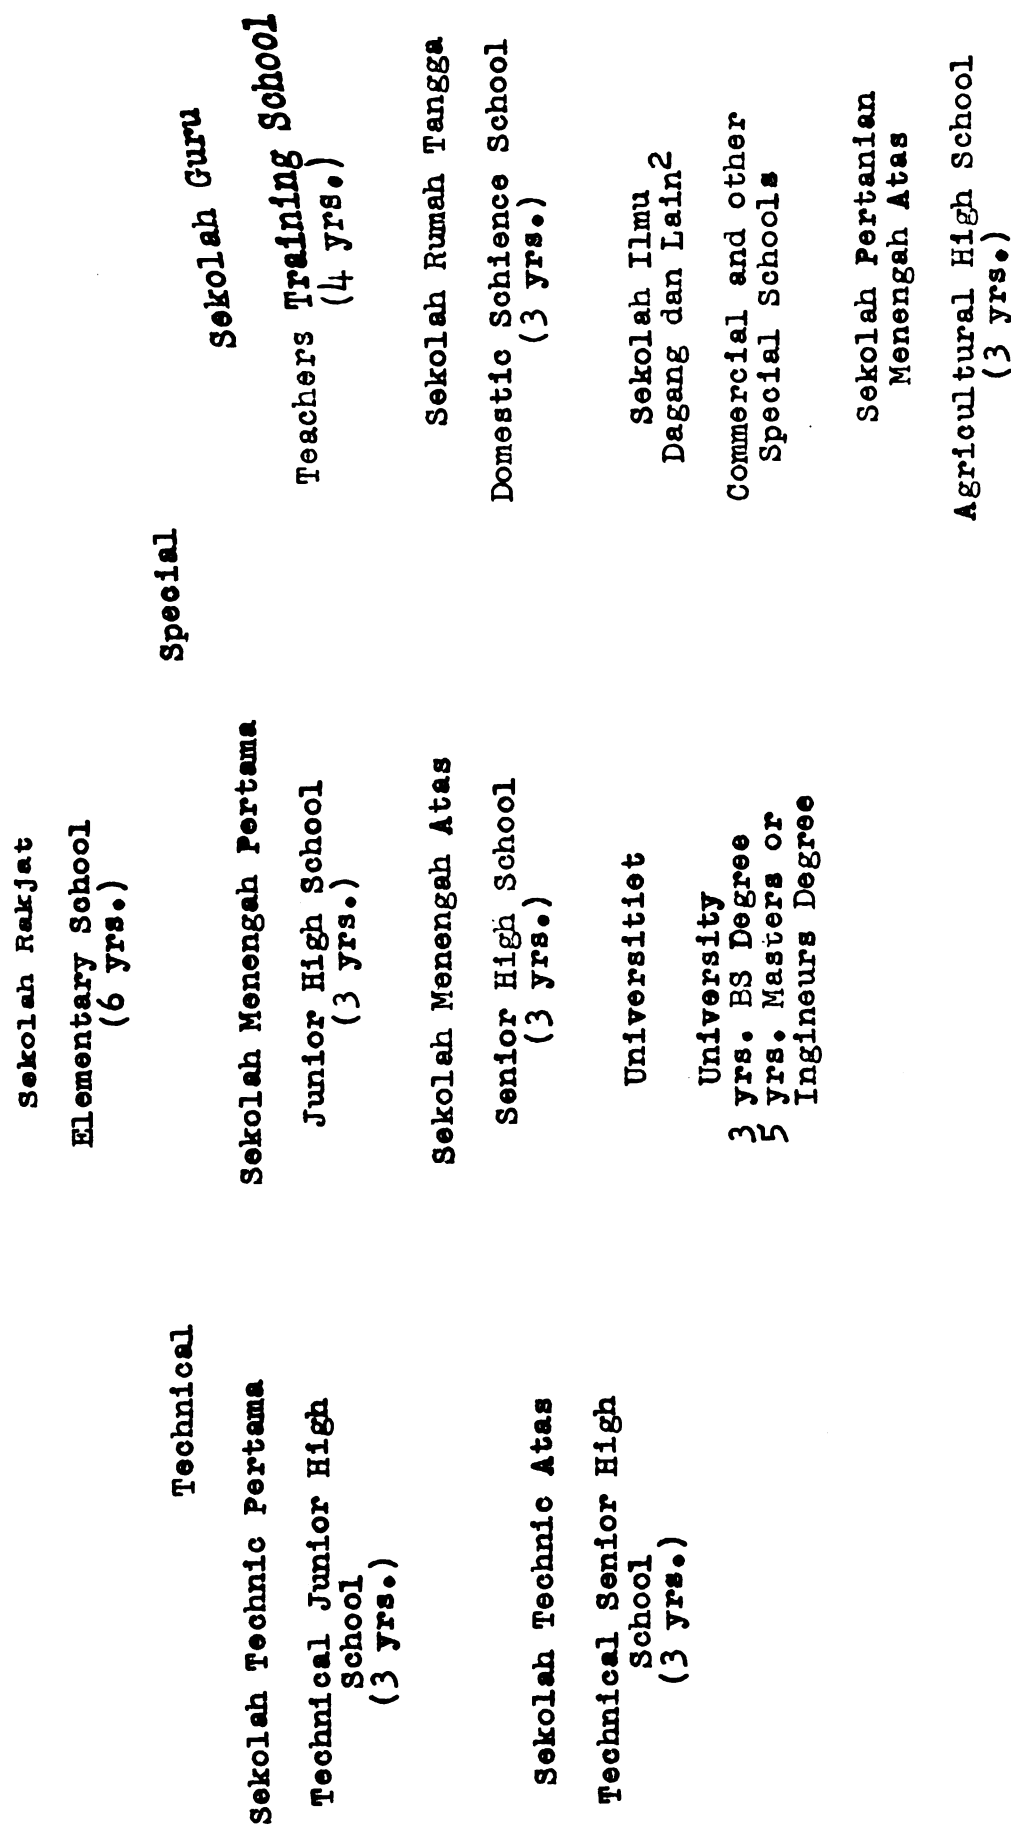 Sekolah Rakjat
Elementary School
(6 yrs.)
Technical
Sekolah Technic Pertama
Technical Junior High
School
(3 yrs.)
Sekolah Technic Atas
Technical Senior High
School
(3 yrs.)
Sekolah Menengah Pertama
Junior High School
(3 yrs.)
Sekolah Menengah Atas
Senior High School
(3 yrs.)
Universitiet
University
3 yrs. BS Degree
5 yrs. Masters or
Ingineurs Degree
Special
Sekolah Guru
Teachers Training School
(4 yrs.)
Sekolah Rumah Tangga
Domestic Schience School
(3 yrs.)
Sekolah Ilmu
Dagang dan Lain2
Commercial and other
Special Schools
Sekolah Pertanian
Menengah Atas
Agricultural High School
(3 yrs.)